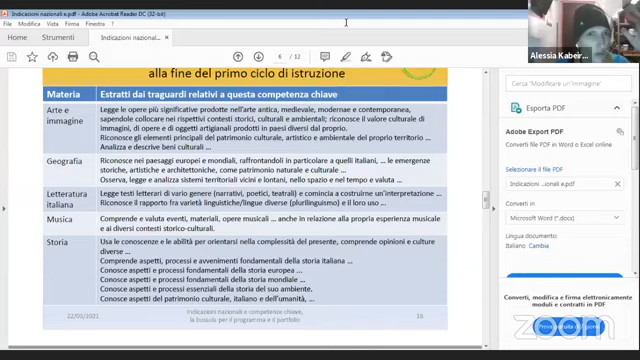 Indicazioni nazionali e.pdf - Adobe Acrobat Reader DC (32-bit)
File Modifica Vista Firma Finestra ?
Home Strumenti Indicazioni nazional... ×
6 / 12
alla fine del primo ciclo di istruzione
Materia Estratti dai traguardi relativi a questa competenza chiave
Arte e immagine
Legge le opere più significative prodotte nell'arte antica, medievale, modernae e contemporanea,
sapendole collocare nei rispettivi contesti storici, culturali e ambientali; riconosce il valore culturale di
immagini, di opere e di oggetti artigianali prodotti in paesi diversi dal proprio.
Riconosce gli elementi principali del patrimonio culturale, artistico e ambientale del proprio territorio ...
Analizza e descrive beni culturali ...
Geografia
Riconosce nei paesaggi europei e mondiali, raffrontandoli in particolare a quelli italiani, ... le emergenze
storiche, artistiche e architettoniche, come patrimonio naturale e culturale ...
Osserva, legge e analizza sistemi territoriali vicini e lontani, nello spazio e nel tempo e valuta ...
Letteratura italiana
Legge testi letterari di vario genere (narrativi, poetici, teatrali) e comincia a costruirne un'interpretazione ...
Riconosce il rapporto fra varietà linguistiche/lingue diverse (plurilinguismo) e il loro uso ...
Musica
Comprende e valuta eventi, materiali, opere musicali ... anche in relazione alla propria esperienza musicale
e ai diversi contesti storico-culturali.
Storia
Usa le conoscenze e le abilità per orientarsi nella complessità del presente, comprende opinioni e culture
diverse ...
Comprende aspetti, processi e avvenimenti fondamentali della storia italiana ...
Conosce aspetti e processi fondamentali della storia europea ...
Conosce aspetti e processi fondamentali della storia mondiale ...
Conosce aspetti e processi essenziali della storia del suo ambiente.
Conosce aspetti del patrimonio culturale, italiano e dell'umanità, ...
22/03/2021
Indicazioni nazionali e competenze chiave,
la bussola per il programma e il portfolio.
16
Alessia Kabeir...
Cerca "Modificare un'immagine"
Esporta PDF
Adobe Export PDF
Converti file PDF in Word o Excel online
Selezionare il file PDF
Indicazioni ...ionali e.pdf ×
Converti in
Microsoft Word (*.docx)
Lingua documento:
Italiano Cambia
Converti, modifica e firma elettronicamente
moduli e contratti in PDF
zoom